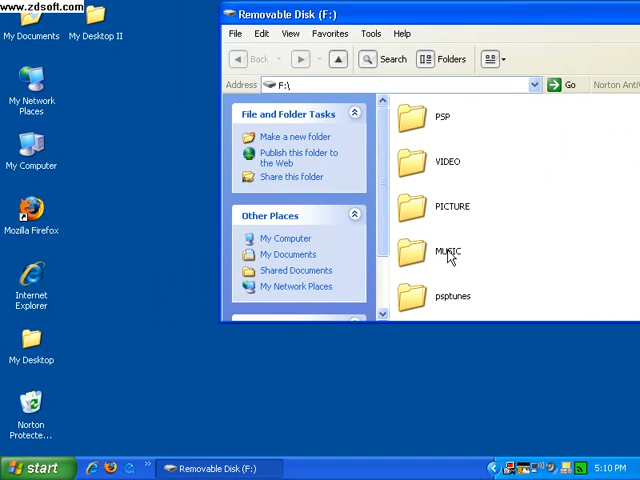 www.zdsoft.com
My Documents
My Desktop II
My Network
Places
My Computer
Mozilla Firefox
Internet
Explorer
My Desktop
Norton
Protecte...
Removable Disk (F:)
File Edit View Favorites Tools Help
Back Search Folders
Address F:\ Go Norton Anti
File and Folder Tasks
Make a new folder
Publish this folder to
the Web
Share this folder
Other Places
My Computer
My Documents
Shared Documents
My Network Places
PSP
VIDEO
PICTURE
MUSIC
psptunes
start Removable Disk (F:) 5:10 PM